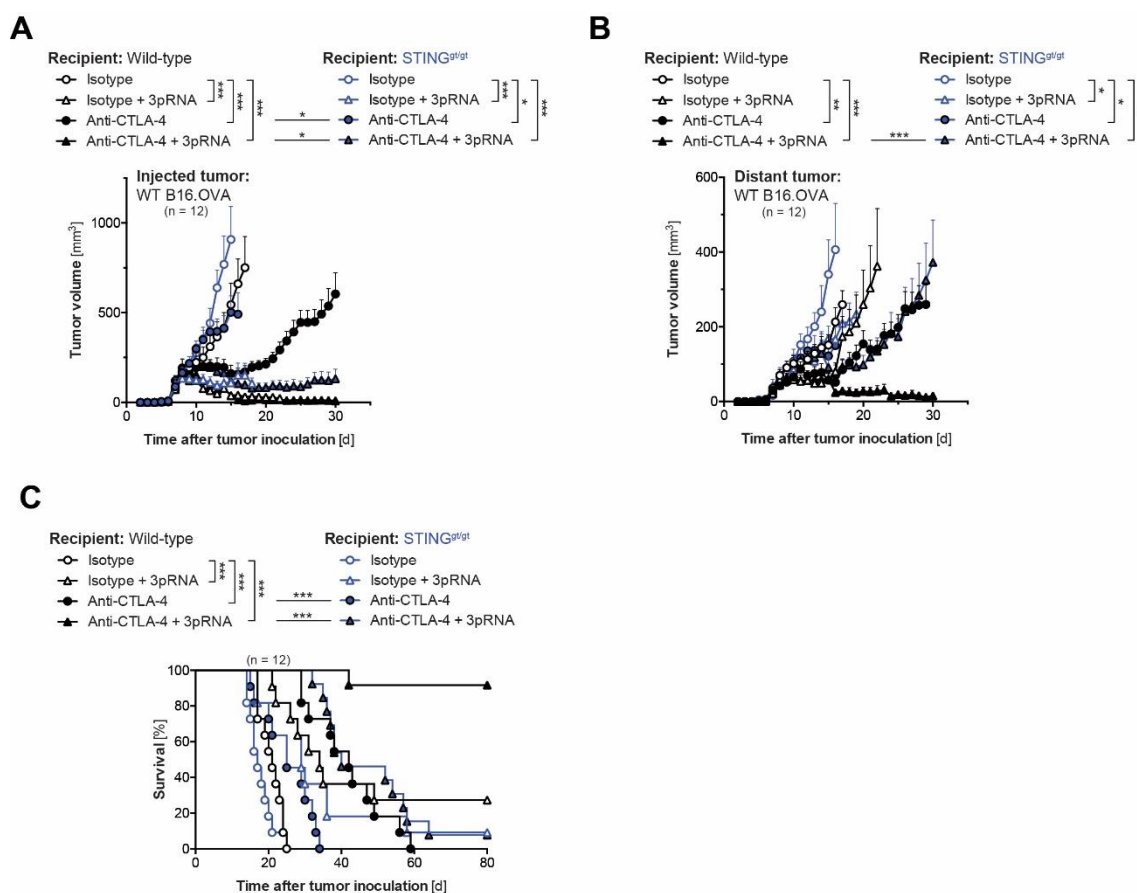 A
Recipient: Wild-type
Isotype
Isotype + 3pRNA
Anti-CTLA-4
Anti-CTLA-4 + 3pRNA
***
***
***
*
*
Recipient: STINGgt/gt
Isotype
Isotype + 3pRNA
Anti-CTLA-4
Anti-CTLA-4 + 3pRNA
***
*
***
Injected tumor:
WT B16.OVA
(n = 12)
Tumor volume [mm³]
1000
500
0
0 10 20 30
Time after tumor inoculation [d]
B
Recipient: Wild-type
Isotype
Isotype + 3pRNA
Anti-CTLA-4
Anti-CTLA-4 + 3pRNA
**
***
***
Recipient: STINGgt/gt
Isotype
Isotype + 3pRNA
Anti-CTLA-4
Anti-CTLA-4 + 3pRNA
*
*
*
Distant tumor:
WT B16.OVA
(n = 12)
Tumor volume [mm³]
600
400
200
0
0 10 20 30
Time after tumor inoculation [d]
C
Recipient: Wild-type
Isotype
Isotype + 3pRNA
Anti-CTLA-4
Anti-CTLA-4 + 3pRNA
***
***
***
***
***
Recipient: STINGgt/gt
Isotype
Isotype + 3pRNA
Anti-CTLA-4
Anti-CTLA-4 + 3pRNA
(n = 12)
Survival [%]
100
80
60
40
20
0
0 20 40 60 80
Time after tumor inoculation [d]